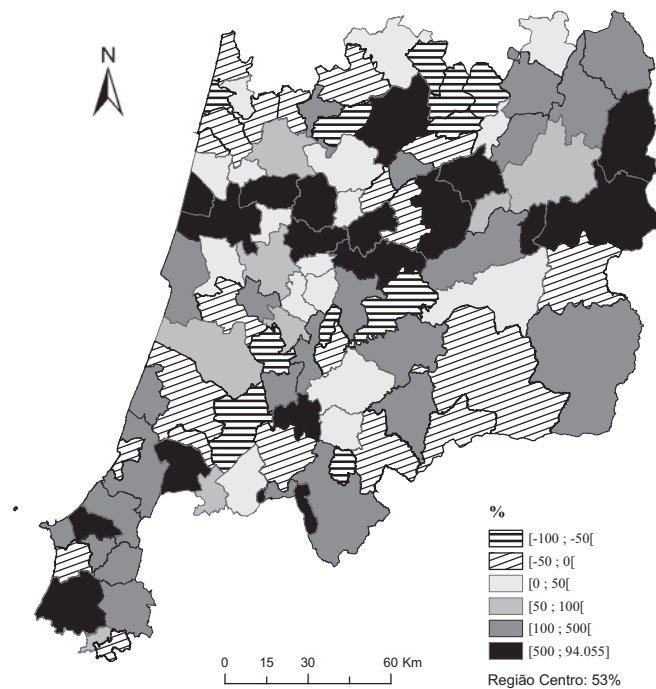 N
%
[-100 ; -50[
[-50 ; 0[
[0 ; 50[
[50 ; 100[
[100 ; 500[
[500 ; 94.055]
0 15 30 60 Km
Região Centro: 53%